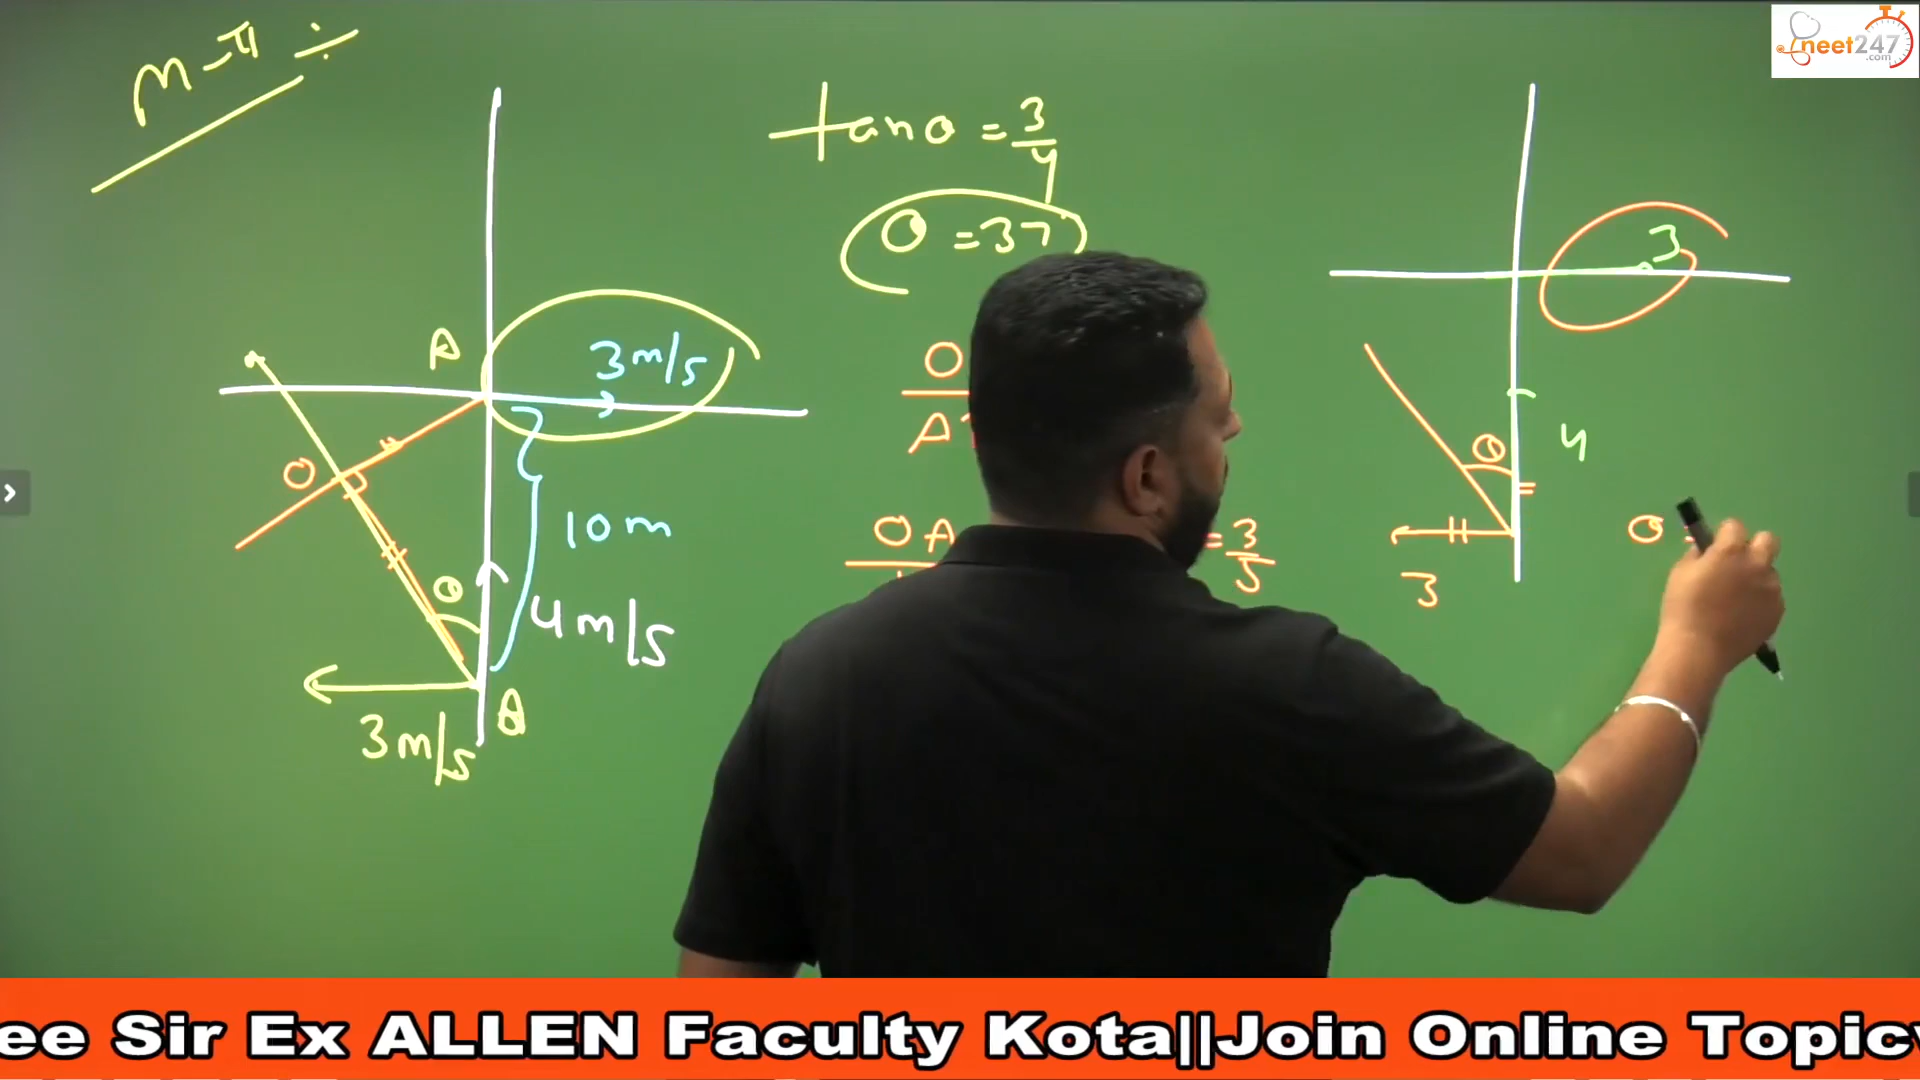 M-II ÷
tanθ = 3/4
θ = 37
A
3m/s
O
10m
θ
4m/s
3m/s
B
O
A
OA
= 3/5
3
4
θ
3
θ =
neet247
.com
ee Sir Ex ALLEN Faculty Kota||Join Online Topic